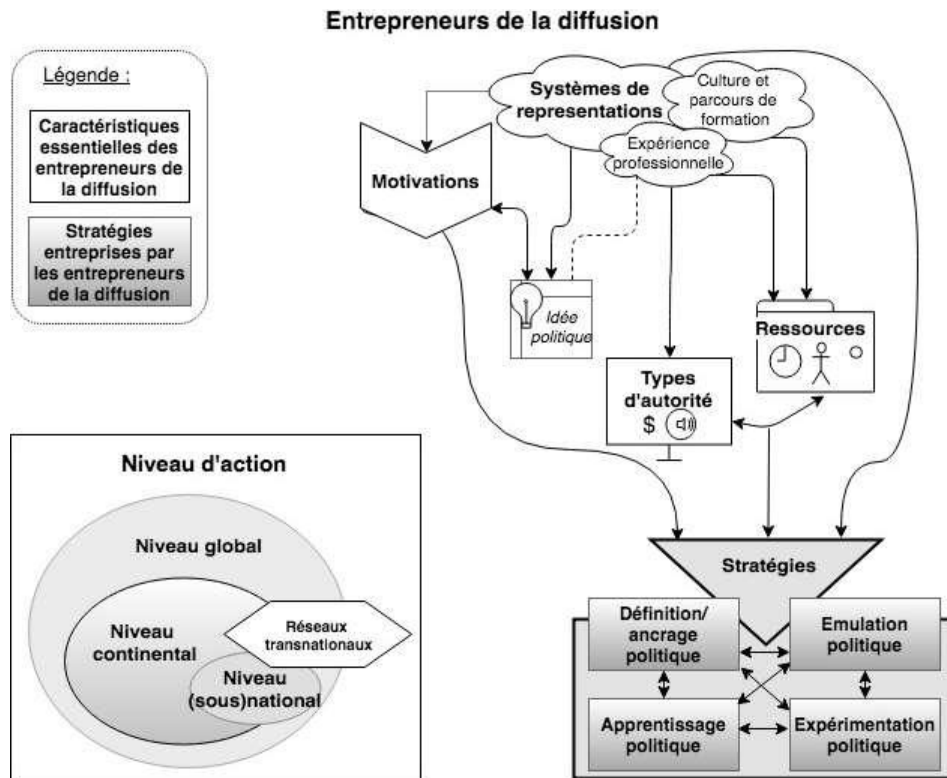 Entrepreneurs de la diffusion
Légende :
Caractéristiques
essentielles des
entrepreneurs de
la diffusion
Stratégies
entreprises par
les entrepreneurs
de la diffusion
Systèmes de
representations
Culture et
parcours de
formation
Expérience
professionnelle
Motivations
Idée
politique
Ressources
Types
d'autorité
$
Niveau d'action
Niveau global
Niveau
continental
Réseaux
transnationaux
Niveau
(sous)national
Stratégies
Définition/
ancrage
politique
Emulation
politique
Apprentissage
politique
Expérimentation
politique